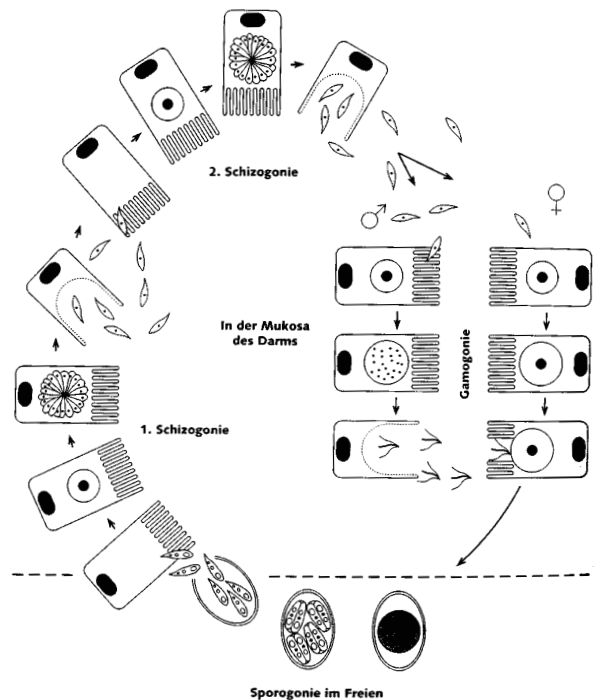 2. Schizogonie
In der Mukosa
des Darms
Gamogonie
1. Schizogonie
Sporogonie im Freien